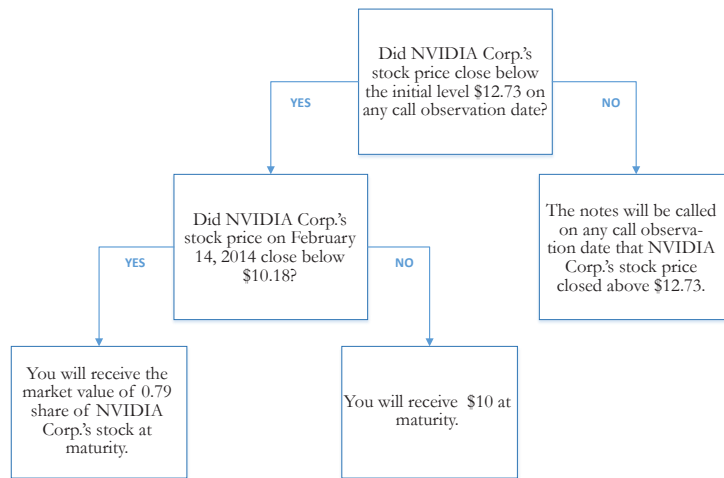 Did NVIDIA Corp.'s
stock price close below
the initial level $12.73 on
any call observation date?
YES
NO
Did NVIDIA Corp.'s
stock price on February
14, 2014 close below
$10.18?
The notes will be called
on any call observa-
tion date that NVIDIA
Corp.'s stock price
closed above $12.73.
YES
NO
You will receive the
market value of 0.79
share of NVIDIA
Corp.'s stock at
maturity.
You will receive $10 at
maturity.